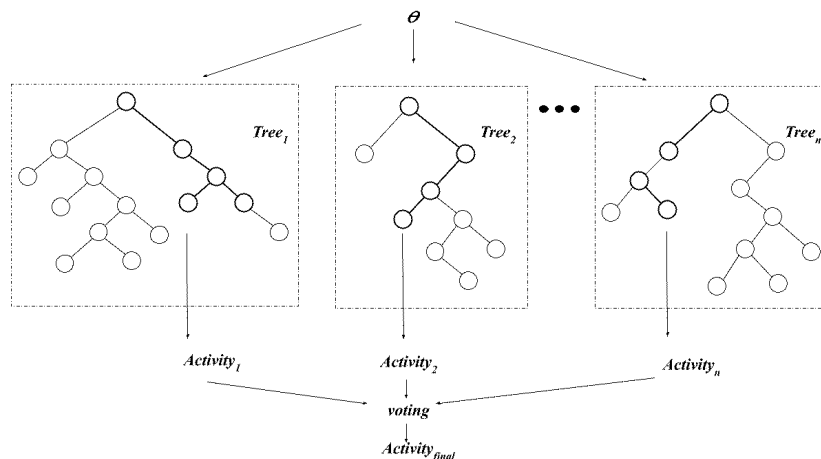 θ
Tree1
Tree2
Treen
Activity1
Activity2
Activityn
voting
Activityfinal